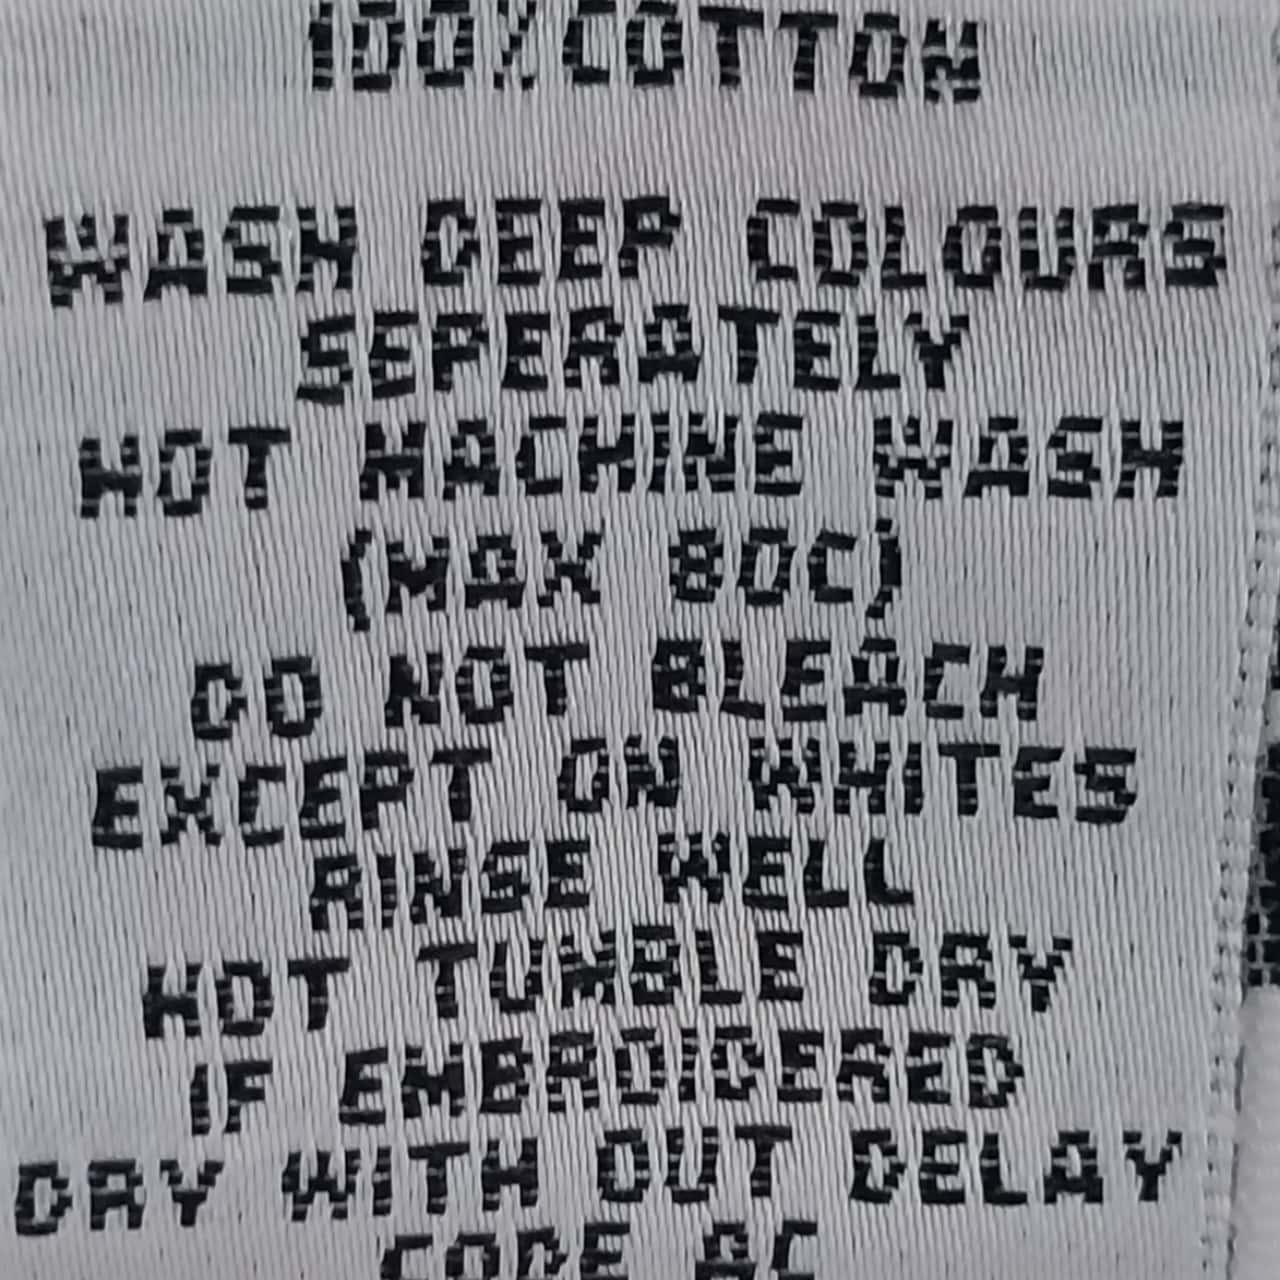 100%COTTON
WASH DEEP COLOURS
SEPERATELY
HOT MACHINE WASH
(MAX 80C)
DO NOT BLEACH
EXCEPT ON WHITES
RINSE WELL
HOT TUMBLE DRY
IF EMBROIDERED
DRY WITH OUT DELAY
CODE